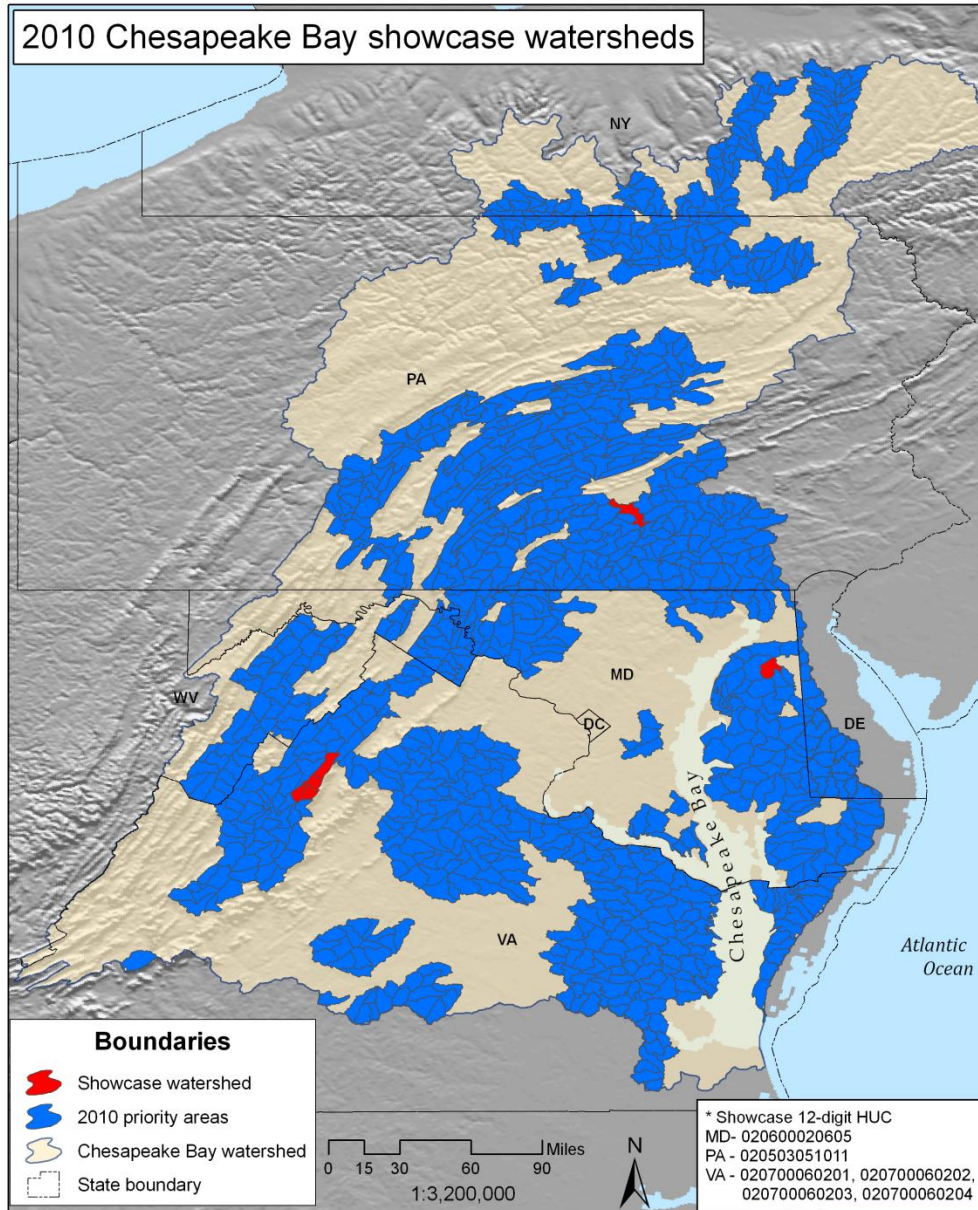 2010 Chesapeake Bay showcase watersheds
NY
PA
MD
WV
DC
DE
Chesapeake Bay
VA
Atlantic
Ocean
Boundaries
Showcase watershed
2010 priority areas
Chesapeake Bay watershed
State boundary
0 15 30 60 90 Miles
1:3,200,000
N
* Showcase 12-digit HUC
MD- 020600020605
PA - 020503051011
VA - 020700060201, 020700060202,
020700060203, 020700060204